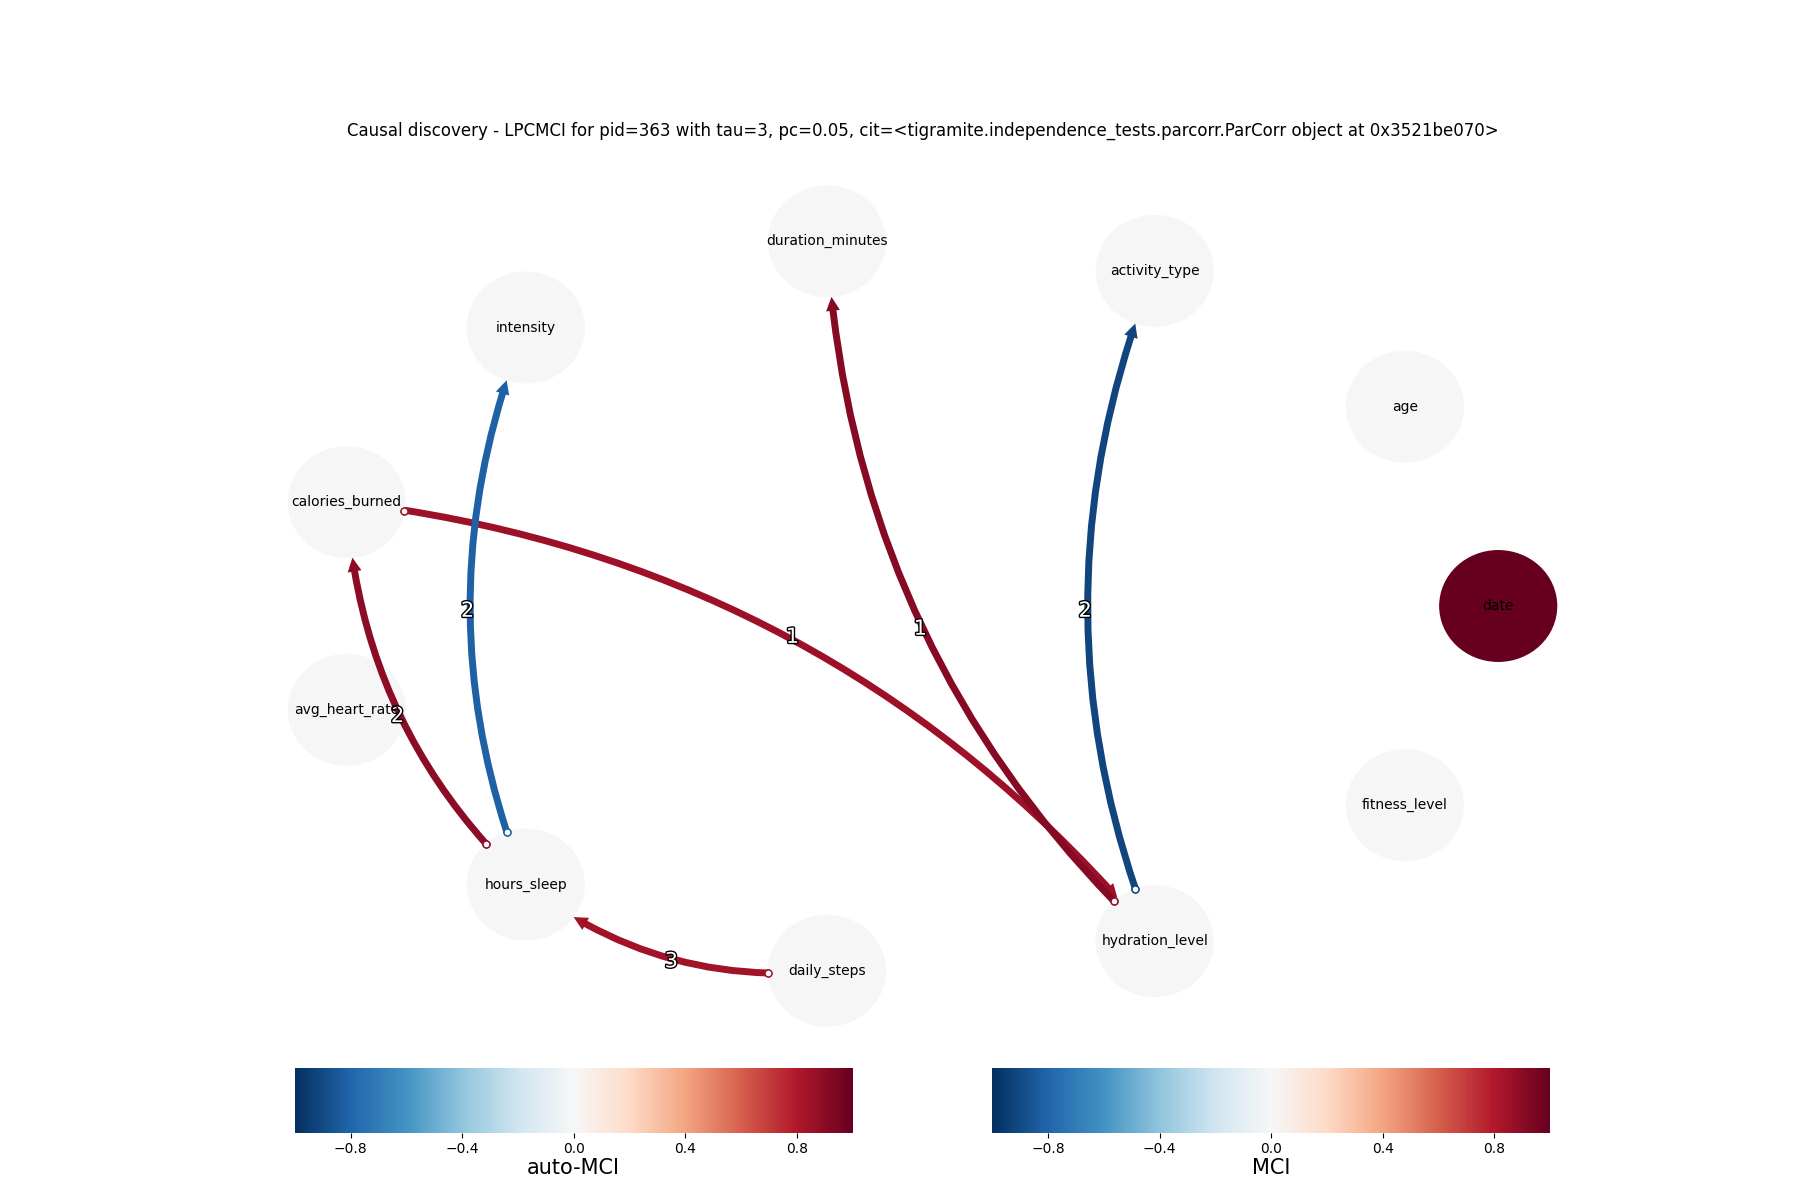 Causal discovery - LPCMCI for pid=363 with tau=3, pc=0.05, cit=<tigramite.independence_tests.parcorr.ParCorr object at 0x3521be070>
duration_minutes
activity_type
intensity
age
calories_burned
date
2
2
1
1
avg_heart_rate
2
fitness_level
hours_sleep
hydration_level
3
daily_steps
−0.8 −0.4 0.0 0.4 0.8
auto-MCI
−0.8 −0.4 0.0 0.4 0.8
MCI